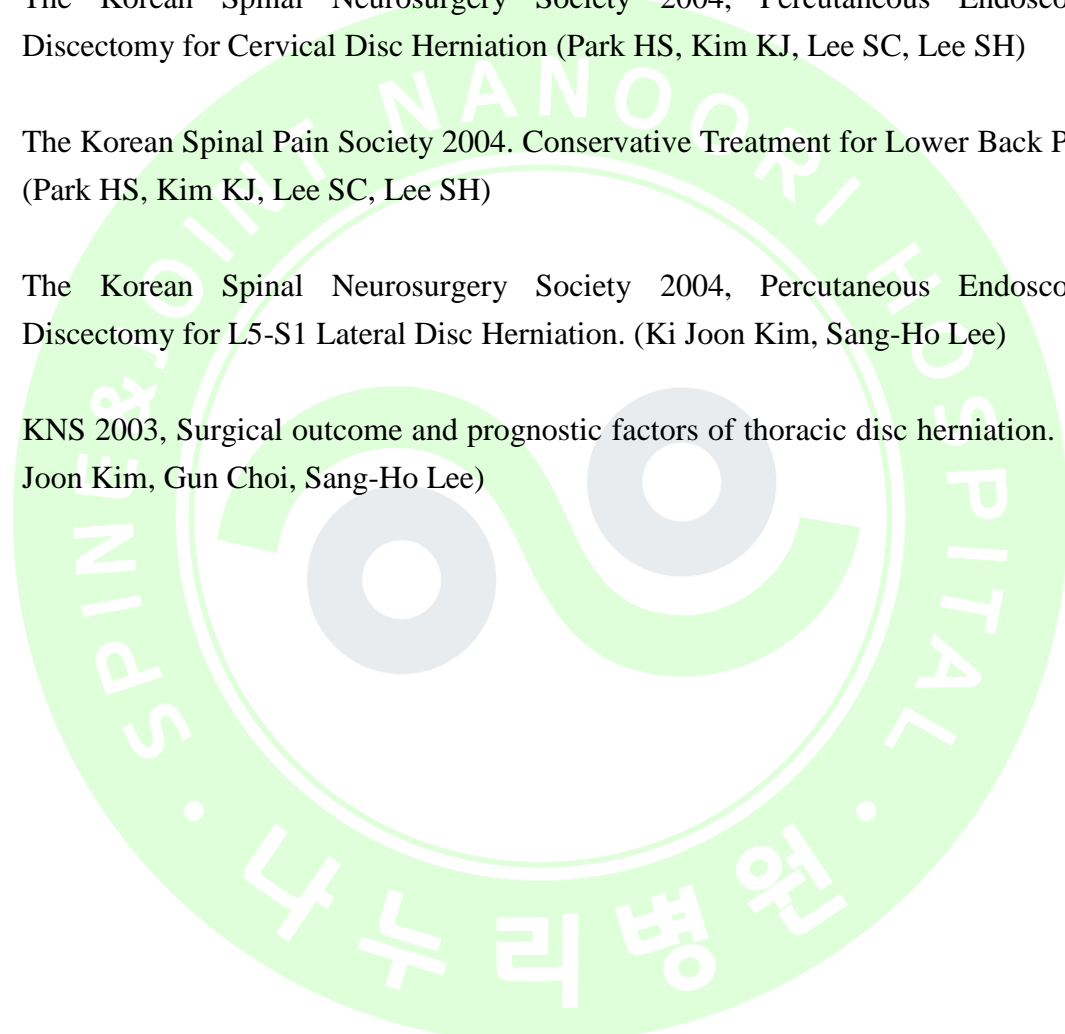 The Korean Spinal Neurosurgery Society 2004, Percutaneous Endosco
Discectomy for Cervical Disc Herniation (Park HS, Kim KJ, Lee SC, Lee SH)
The Korean Spinal Pain Society 2004. Conservative Treatment for Lower Back P
(Park HS, Kim KJ, Lee SC, Lee SH)
The Korean Spinal Neurosurgery Society 2004, Percutaneous Endosco
Discectomy for L5-S1 Lateral Disc Herniation. (Ki Joon Kim, Sang-Ho Lee)
KNS 2003, Surgical outcome and prognostic factors of thoracic disc herniation.
Joon Kim, Gun Choi, Sang-Ho Lee)
SPINE&JOINT NANOORI HOSPITAL
· 나누리병원 ·